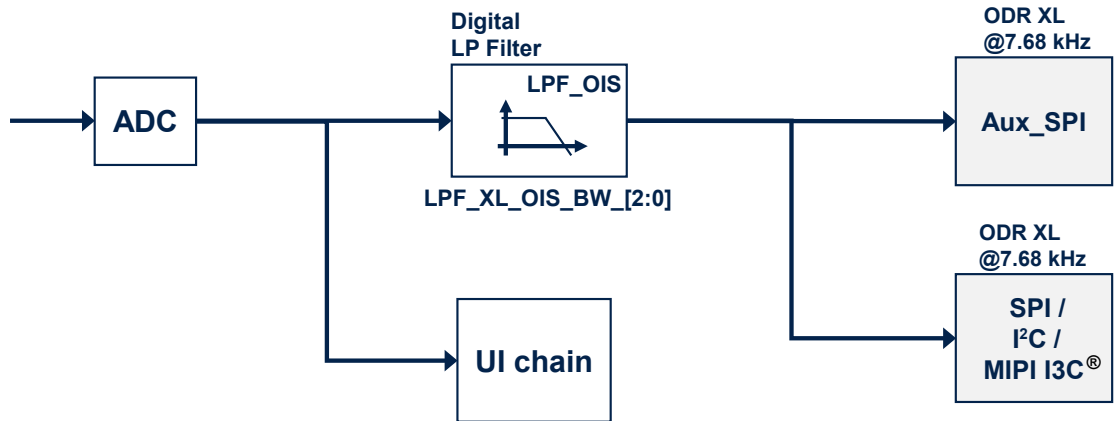 Digital
LP Filter
ODR XL
@7.68 kHz
ADC
LPF_OIS
Aux_SPI
LPF_XL_OIS_BW_[2:0]
ODR XL
@7.68 kHz
UI chain
SPI /
I²C /
MIPI I3C®